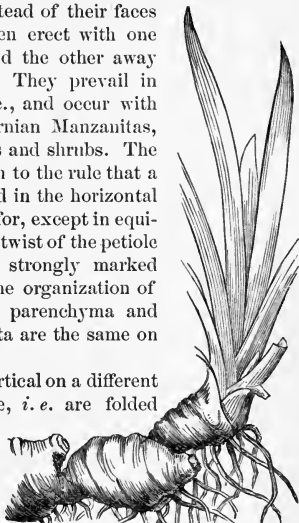 stead of their faces
en erect with one
d the other away
They prevail in
e., and occur with
rnian Manzanitas,
s and shrubs. The
n to the rule that a
d in the horizontal
for, except in equi-
twist of the petiole
strongly marked
ne organization of
parenchyma and
ta are the same on
rtical on a different
e, i. e. are folded